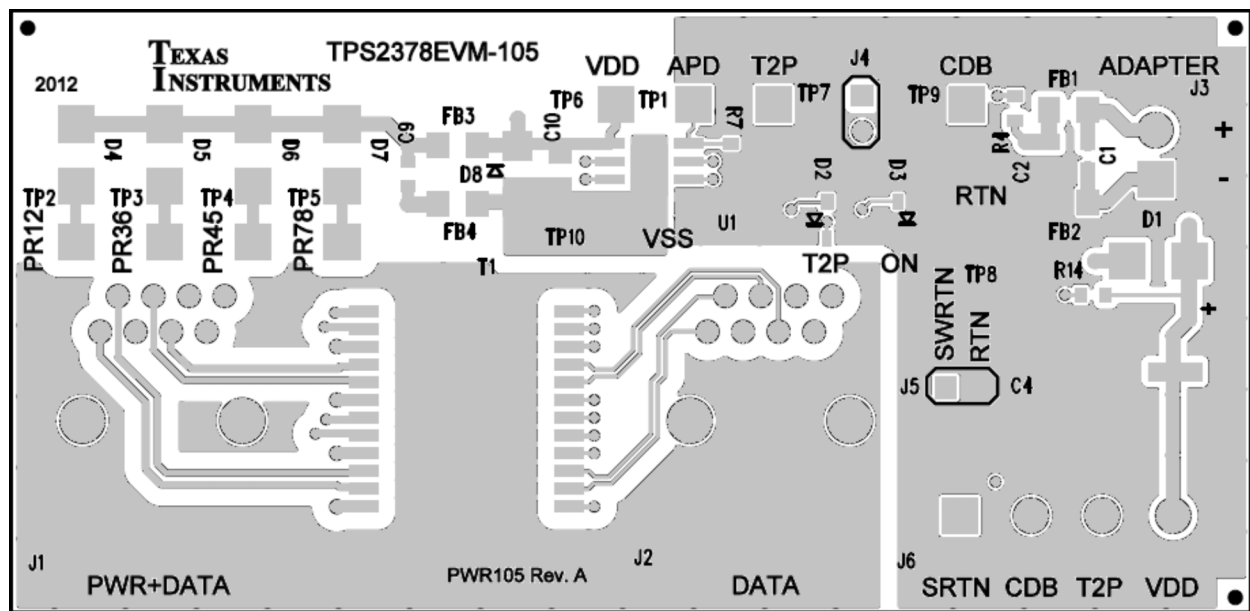 TEXAS INSTRUMENTS
TPS2378EVM-105
2012
VDD
APD
T2P
J4
CDB
FB1
ADAPTER
J3
TP6
TP1
TP7
TP9
R7
R4
C2
C1
+
-
D4
D5
D6
D7
C9
FB3
C10
D8
FB4
TP2
TP3
TP4
TP5
PR12
PR36
PR45
PR78
TP10
VSS
U1
D2
D3
RTN
D1
FB2
T1
T2P
ON
TP8
R14
+
SWRTN
RTN
J5
C4
J1
PWR+DATA
PWR105 Rev. A
J2
DATA
J6
SRTN
CDB
T2P
VDD